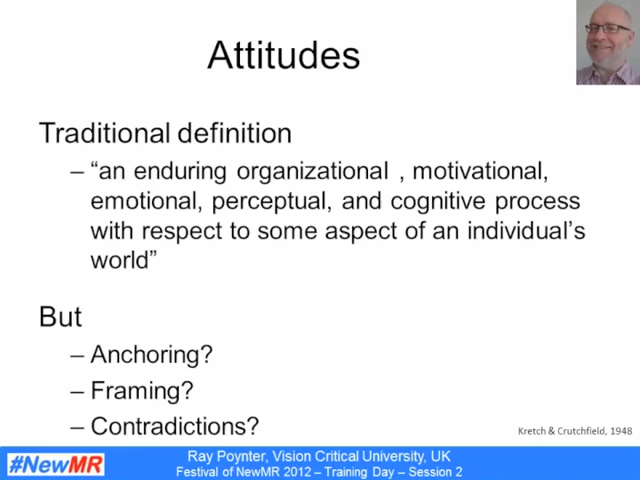 Attitudes
Traditional definition
– “an enduring organizational , motivational,
emotional, perceptual, and cognitive process
with respect to some aspect of an individual’s
world”
But
– Anchoring?
– Framing?
– Contradictions?
Kretch & Crutchfield, 1948
#NewMR
Ray Poynter, Vision Critical University, UK
Festival of NewMR 2012 – Training Day – Session 2